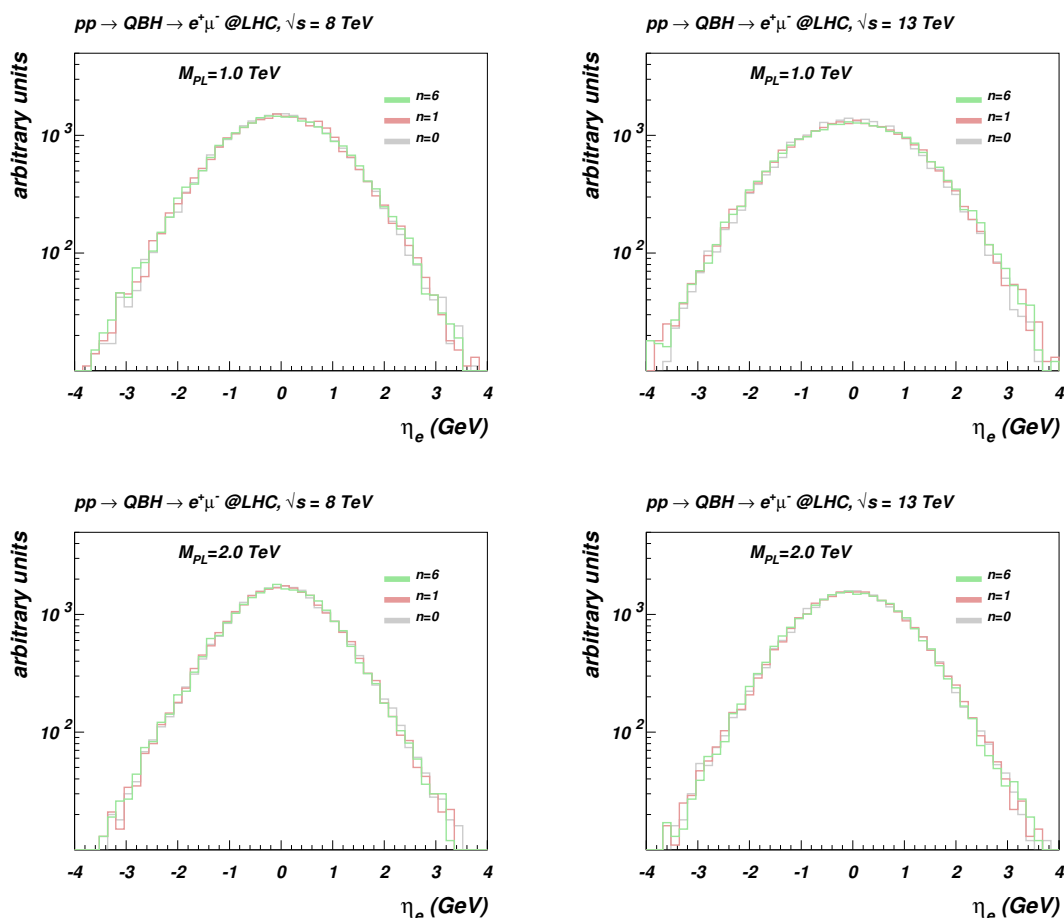 pp → QBH → e⁺μ⁻ @LHC, √s = 8 TeV
arbitrary units
M_PL=1.0 TeV
n=6
n=1
n=0
10³
10²
-4 -3 -2 -1 0 1 2 3 4
η_e (GeV)
pp → QBH → e⁺μ⁻ @LHC, √s = 13 TeV
arbitrary units
M_PL=1.0 TeV
n=6
n=1
n=0
10³
10²
-4 -3 -2 -1 0 1 2 3 4
η_e (GeV)
pp → QBH → e⁺μ⁻ @LHC, √s = 8 TeV
arbitrary units
M_PL=2.0 TeV
n=6
n=1
n=0
10³
10²
-4 -3 -2 -1 0 1 2 3 4
η_e (GeV)
pp → QBH → e⁺μ⁻ @LHC, √s = 13 TeV
arbitrary units
M_PL=2.0 TeV
n=6
n=1
n=0
10³
10²
-4 -3 -2 -1 0 1 2 3 4
η_e (GeV)